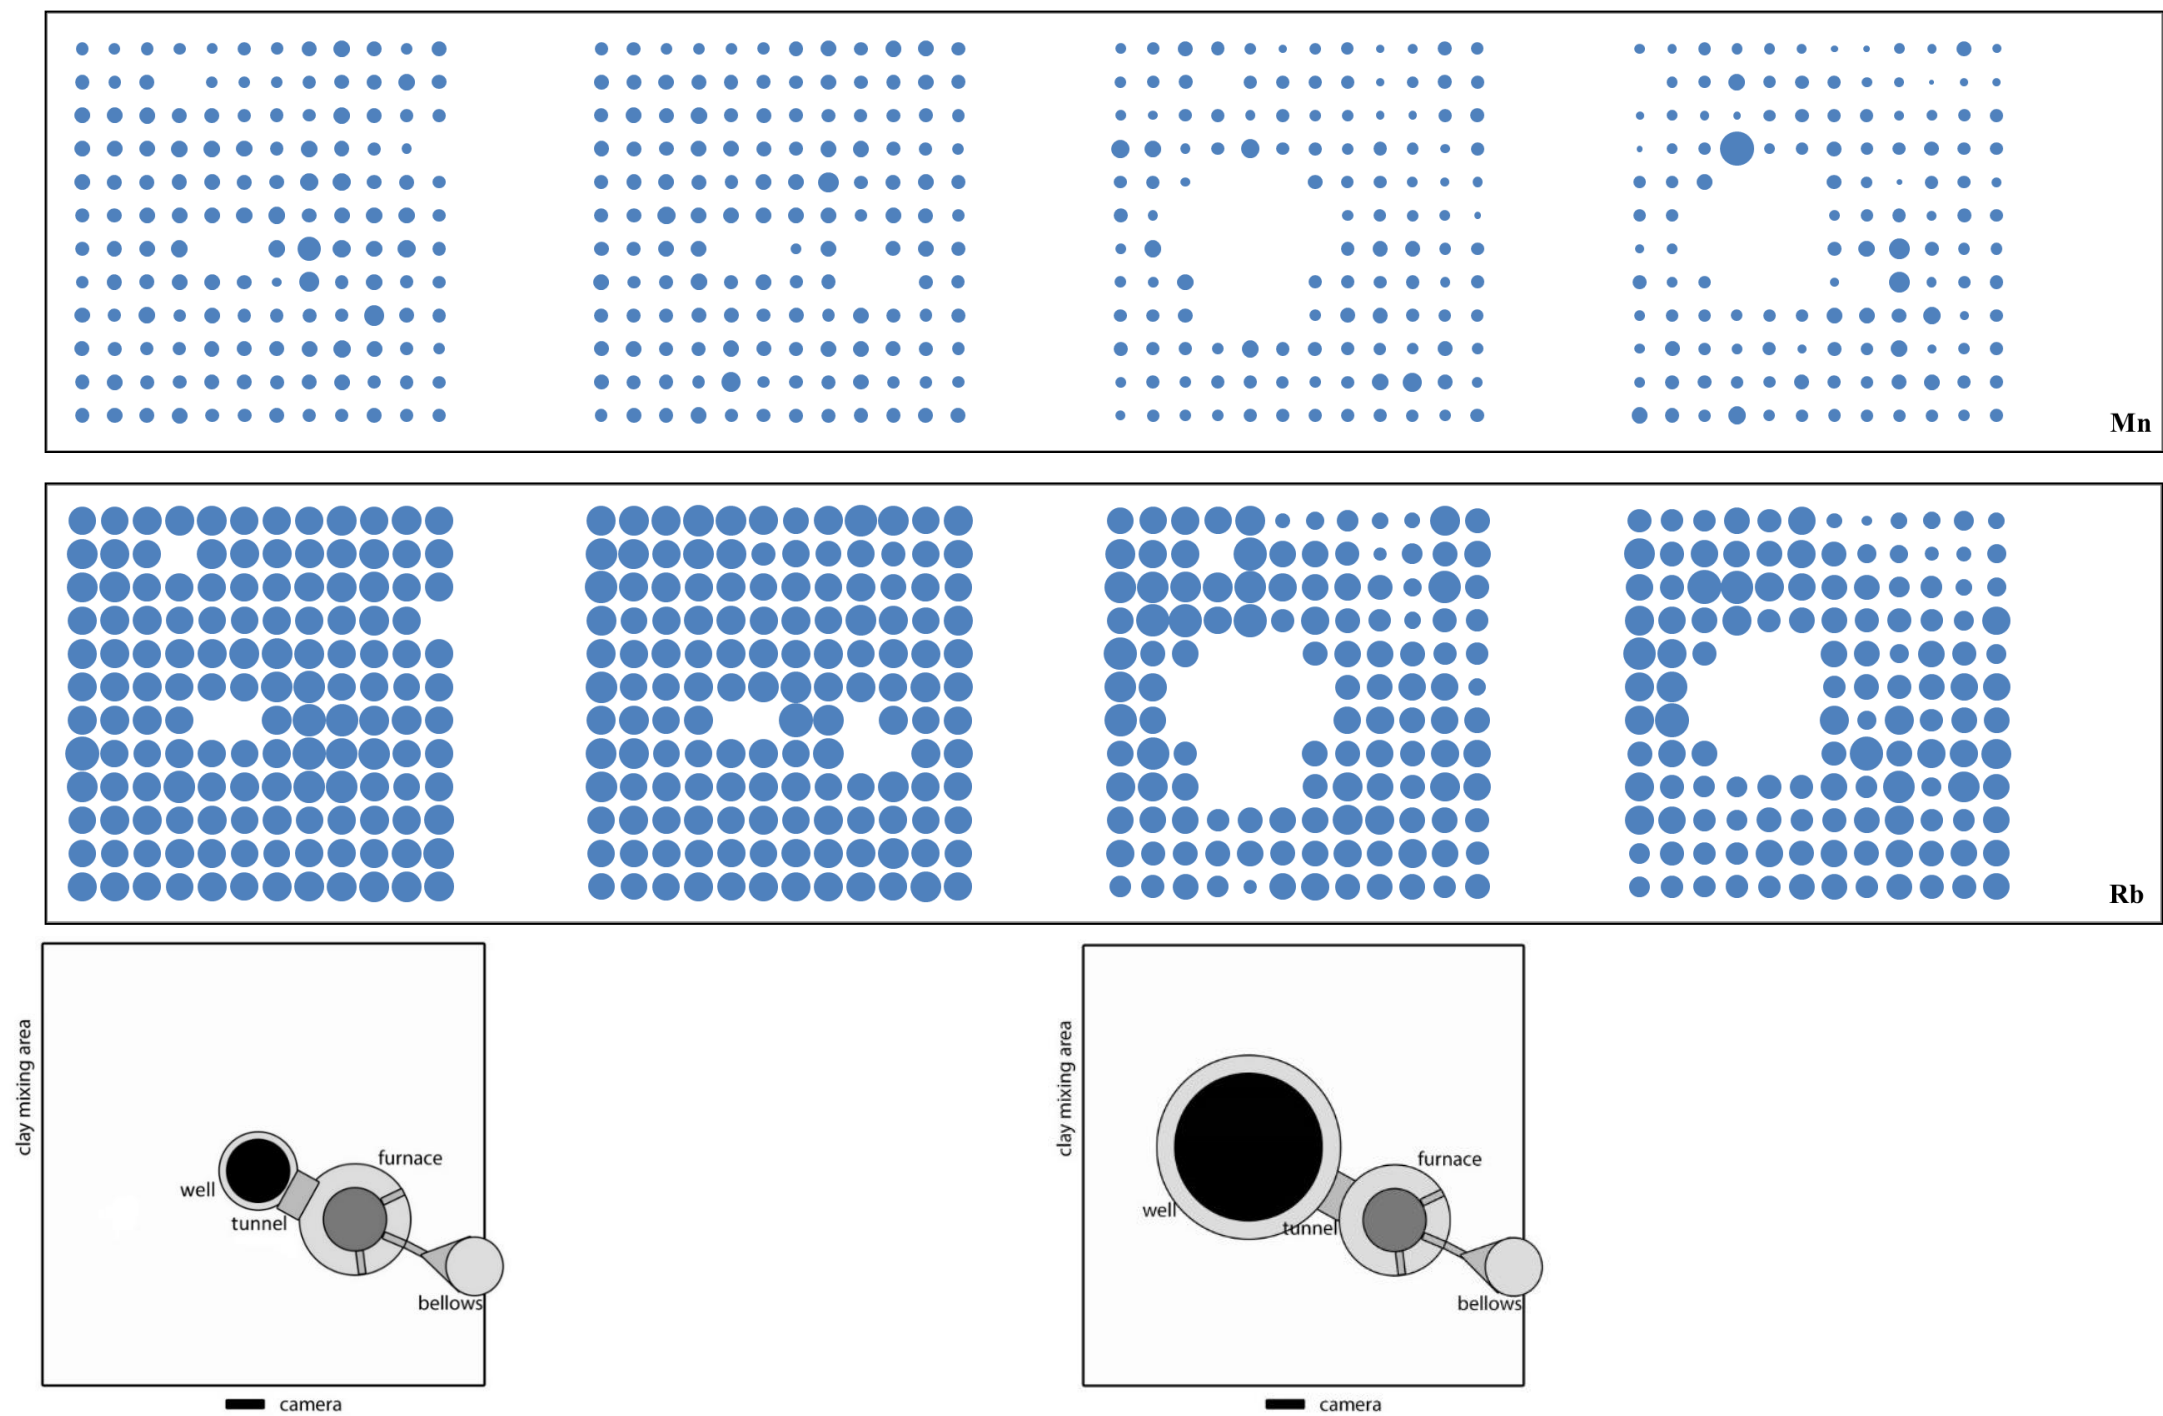 Mn
Rb
clay mixing area
furnace
well
tunnel
bellows
camera
clay mixing area
furnace
well
tunnel
bellows
camera